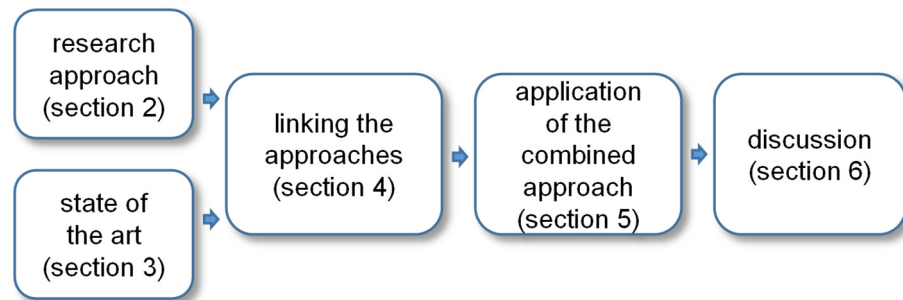 research
approach
(section 2)
state of
the art
(section 3)
linking the
approaches
(section 4)
application
of the
combined
approach
(section 5)
discussion
(section 6)